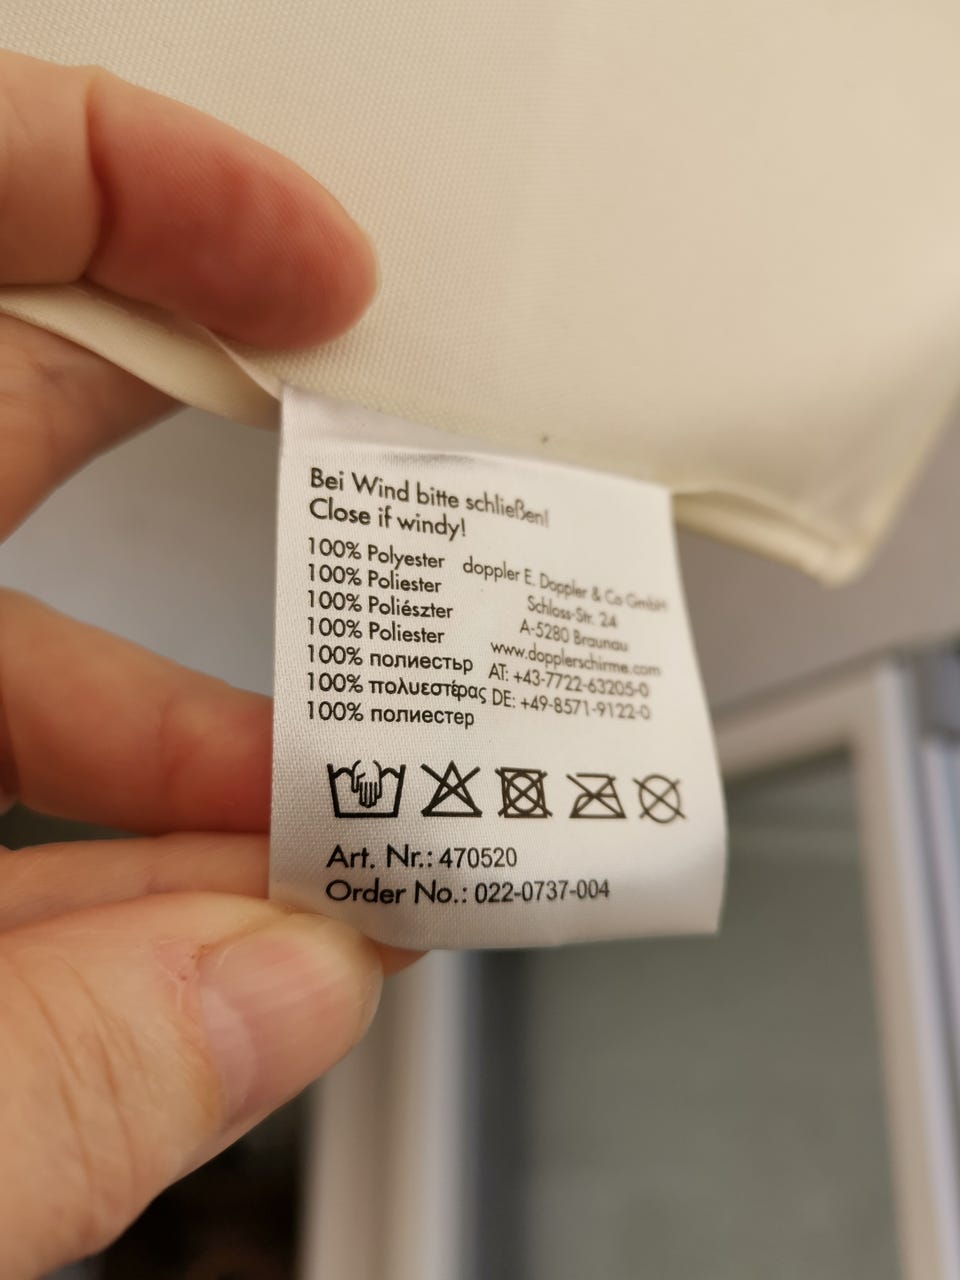 Bei Wind bitte schließen!
Close if windy!
100% Polyester
100% Poliester
100% Poliészter
100% Poliester
100% полиестър
100% πολυεστέρας
100% полиестер
doppler E. Doppler & Co GmbH
Schloss-Str. 24
A-5280 Braunau
www.dopplerschirme.com
AT: +43-7722-63205-0
DE: +49-8571-9122-0
Art. Nr.: 470520
Order No.: 022-0737-004